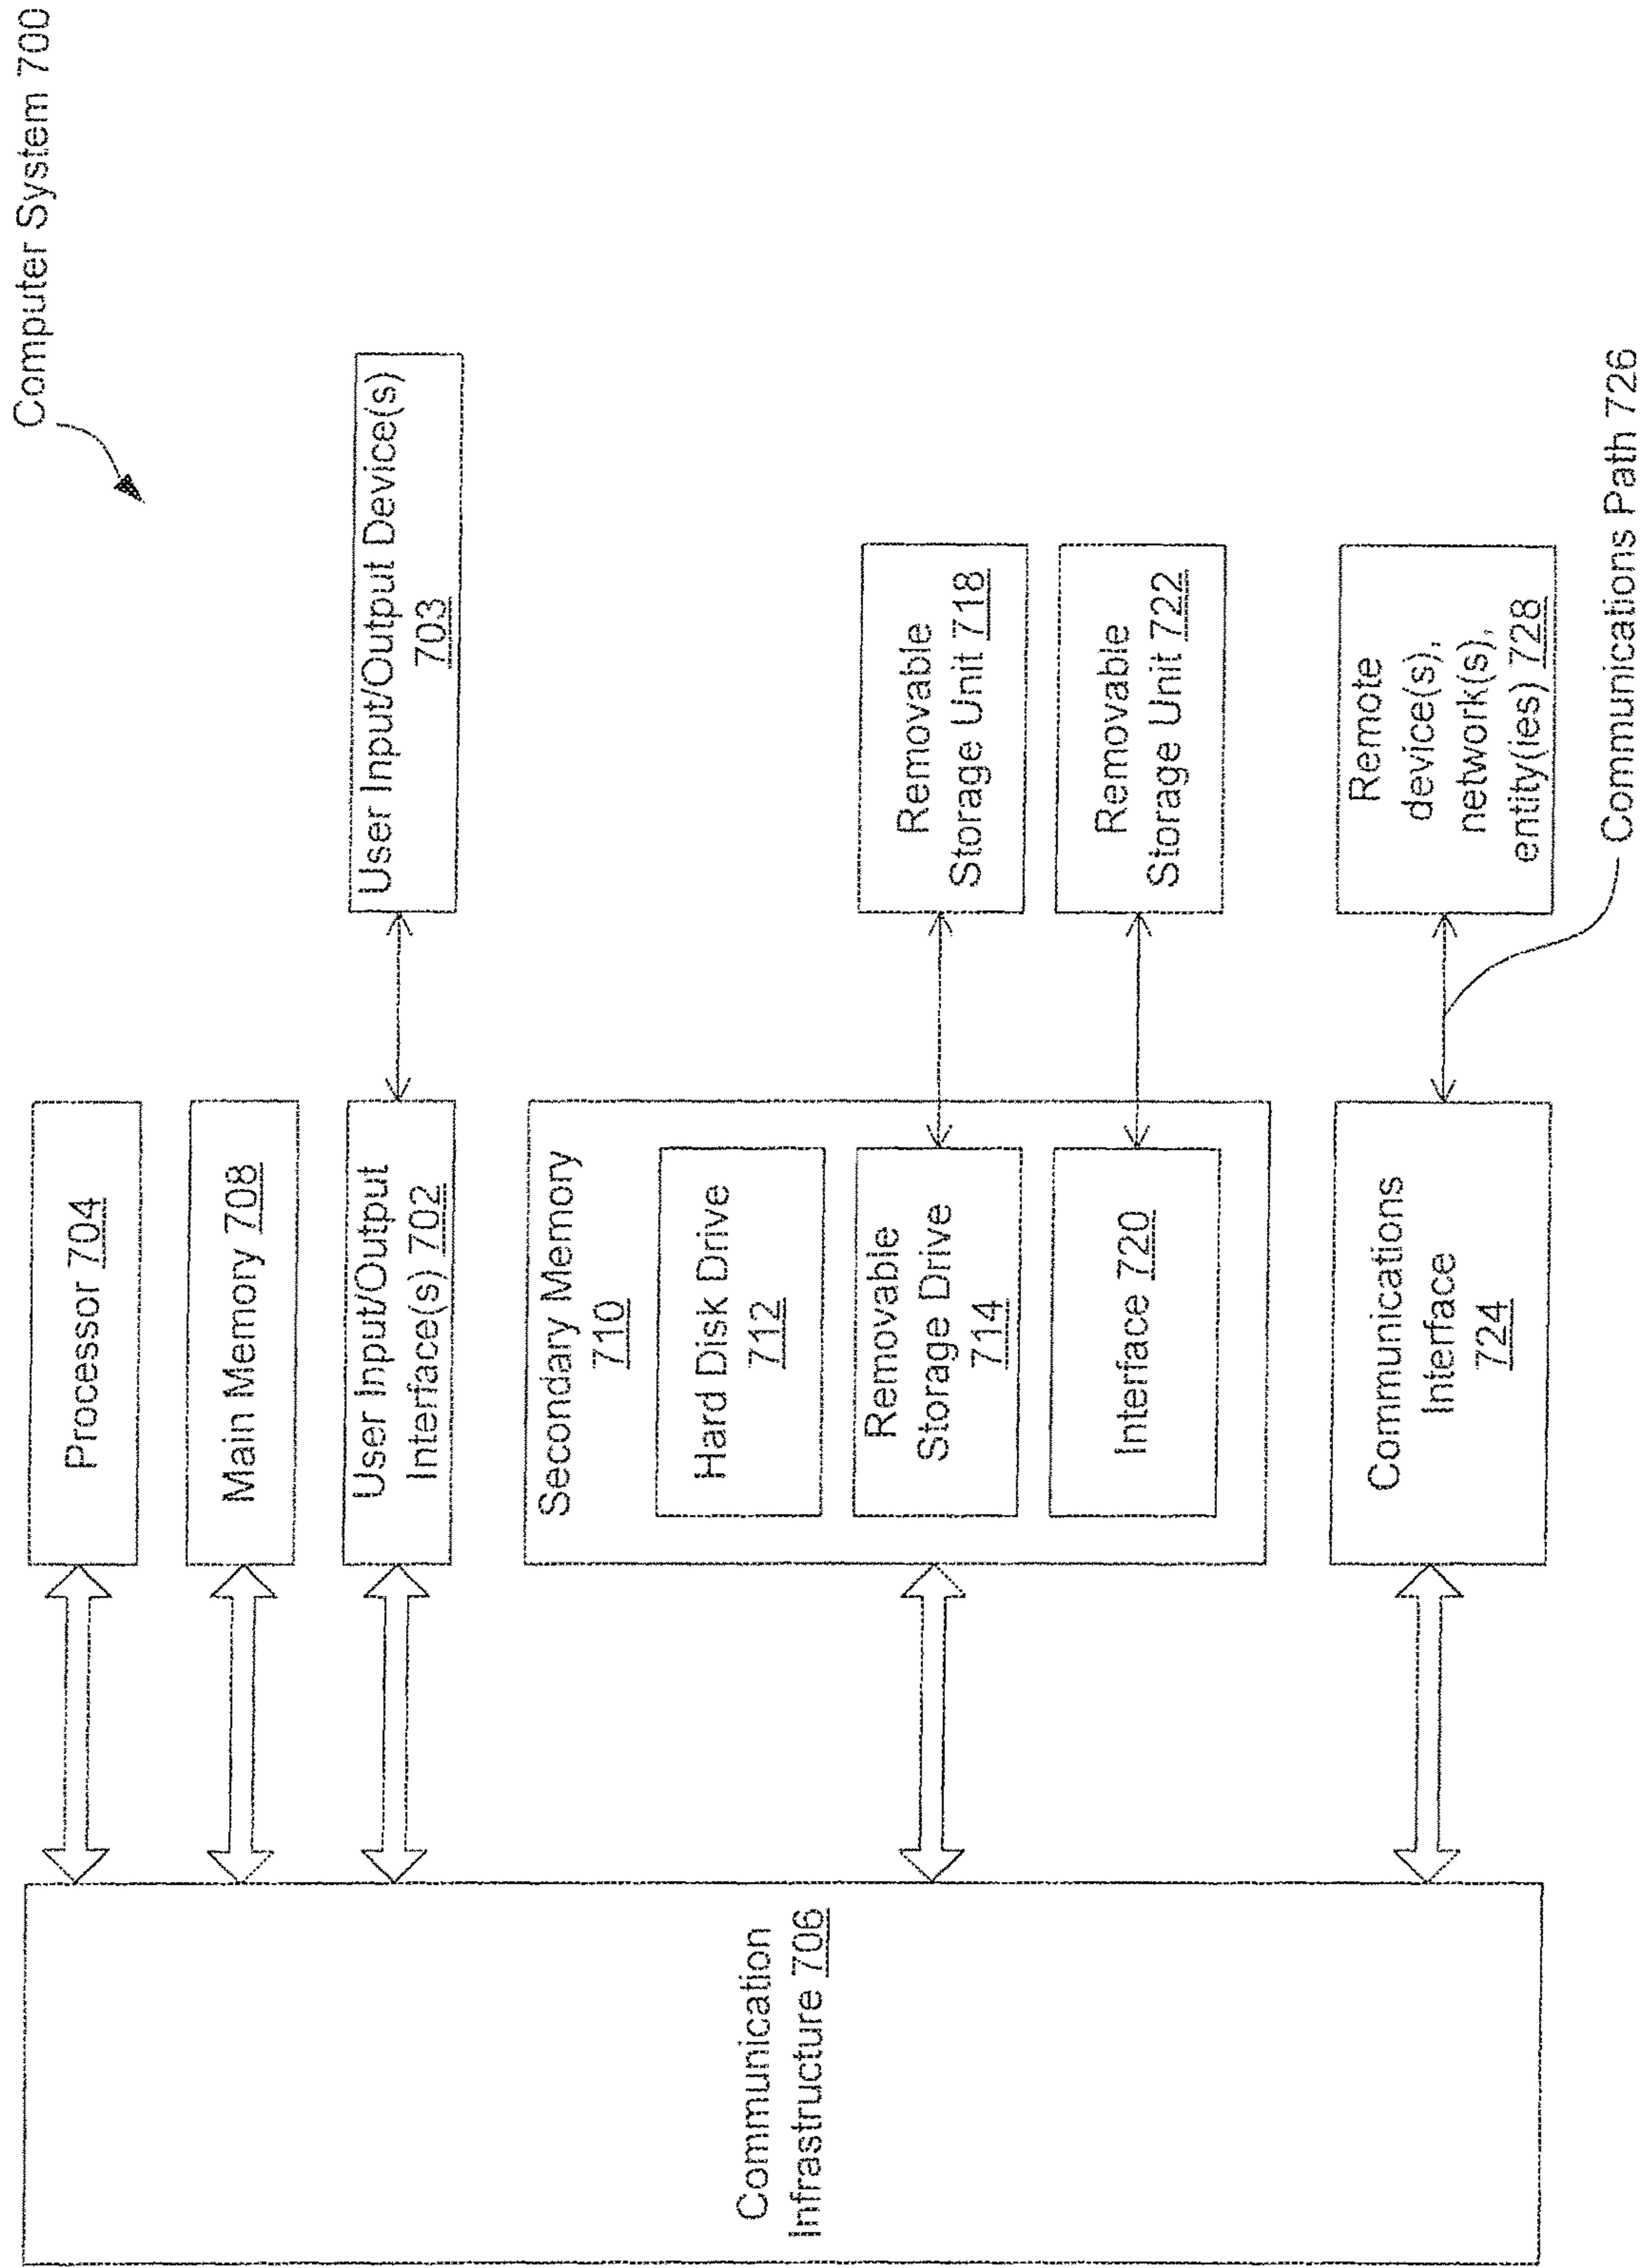 Computer System 700
Processor 704
Main Memory 708
User Input/Output
Interface(s) 702
User Input/Output Device(s)
703
Secondary Memory
710
Hard Disk Drive
712
Removable
Storage Drive
714
Removable
Storage Unit 718
Interface 720
Removable
Storage Unit 722
Communications
Interface
724
Remote
device(s),
network(s),
entity(ies) 728
Communications Path 726
Communication
Infrastructure 706